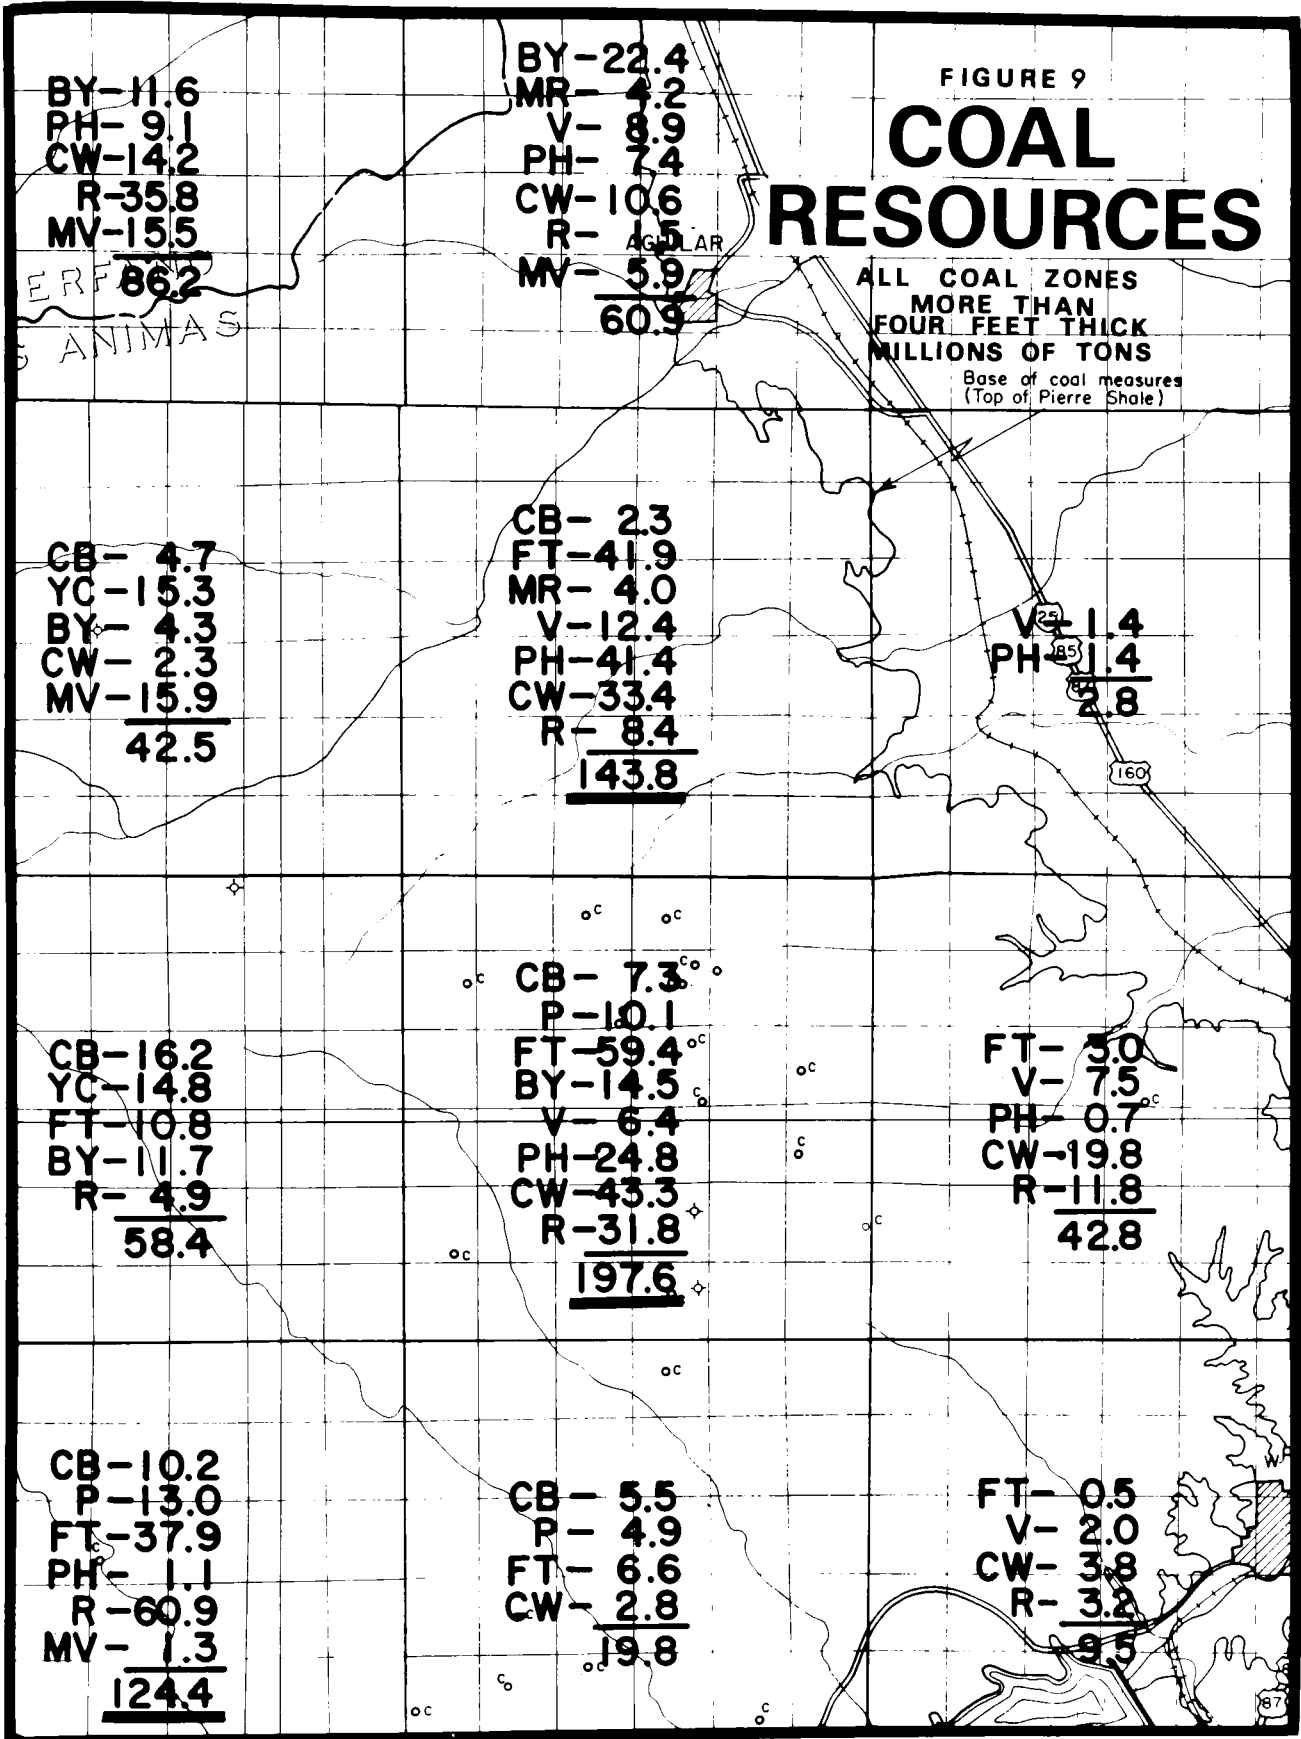 FIGURE 9
COAL
RESOURCES
ALL COAL ZONES
MORE THAN
FOUR FEET THICK
MILLIONS OF TONS
Base of coal measures
(Top of Pierre Shale)
BY-11.6
PH- 9.1
CW-14.2
R-35.8
MV-15.5
86.2
ANIMAS
BY-22.4
MR- 4.2
V- 8.9
PH- 7.4
CW-10.6
R- 1.5
AGUILAR
MV- 5.9
60.9
CB- 4.7
YC-15.3
BY- 4.3
CW- 2.3
MV-15.9
42.5
CB- 2.3
FT-41.9
MR- 4.0
V-12.4
PH-41.4
CW-33.4
R- 8.4
143.8
25
V-1.4
85
PH-1.4
87
2.8
160
CB-16.2
YC-14.8
FT-10.8
BY-11.7
R- 4.9
58.4
CB- 7.3
P-10.1
FT-59.4
BY-14.5
V- 6.4
PH-24.8
CW-43.3
R-31.8
197.6
FT- 3.0
V- 7.5
PH- 0.7
CW-19.8
R-11.8
42.8
CB-10.2
P-13.0
FT-37.9
PH- 1.1
R-60.9
MV- 1.3
124.4
CB- 5.5
P- 4.9
FT- 6.6
CW- 2.8
19.8
FT- 0.5
V- 2.0
CW- 3.8
R- 3.2
9.5
87